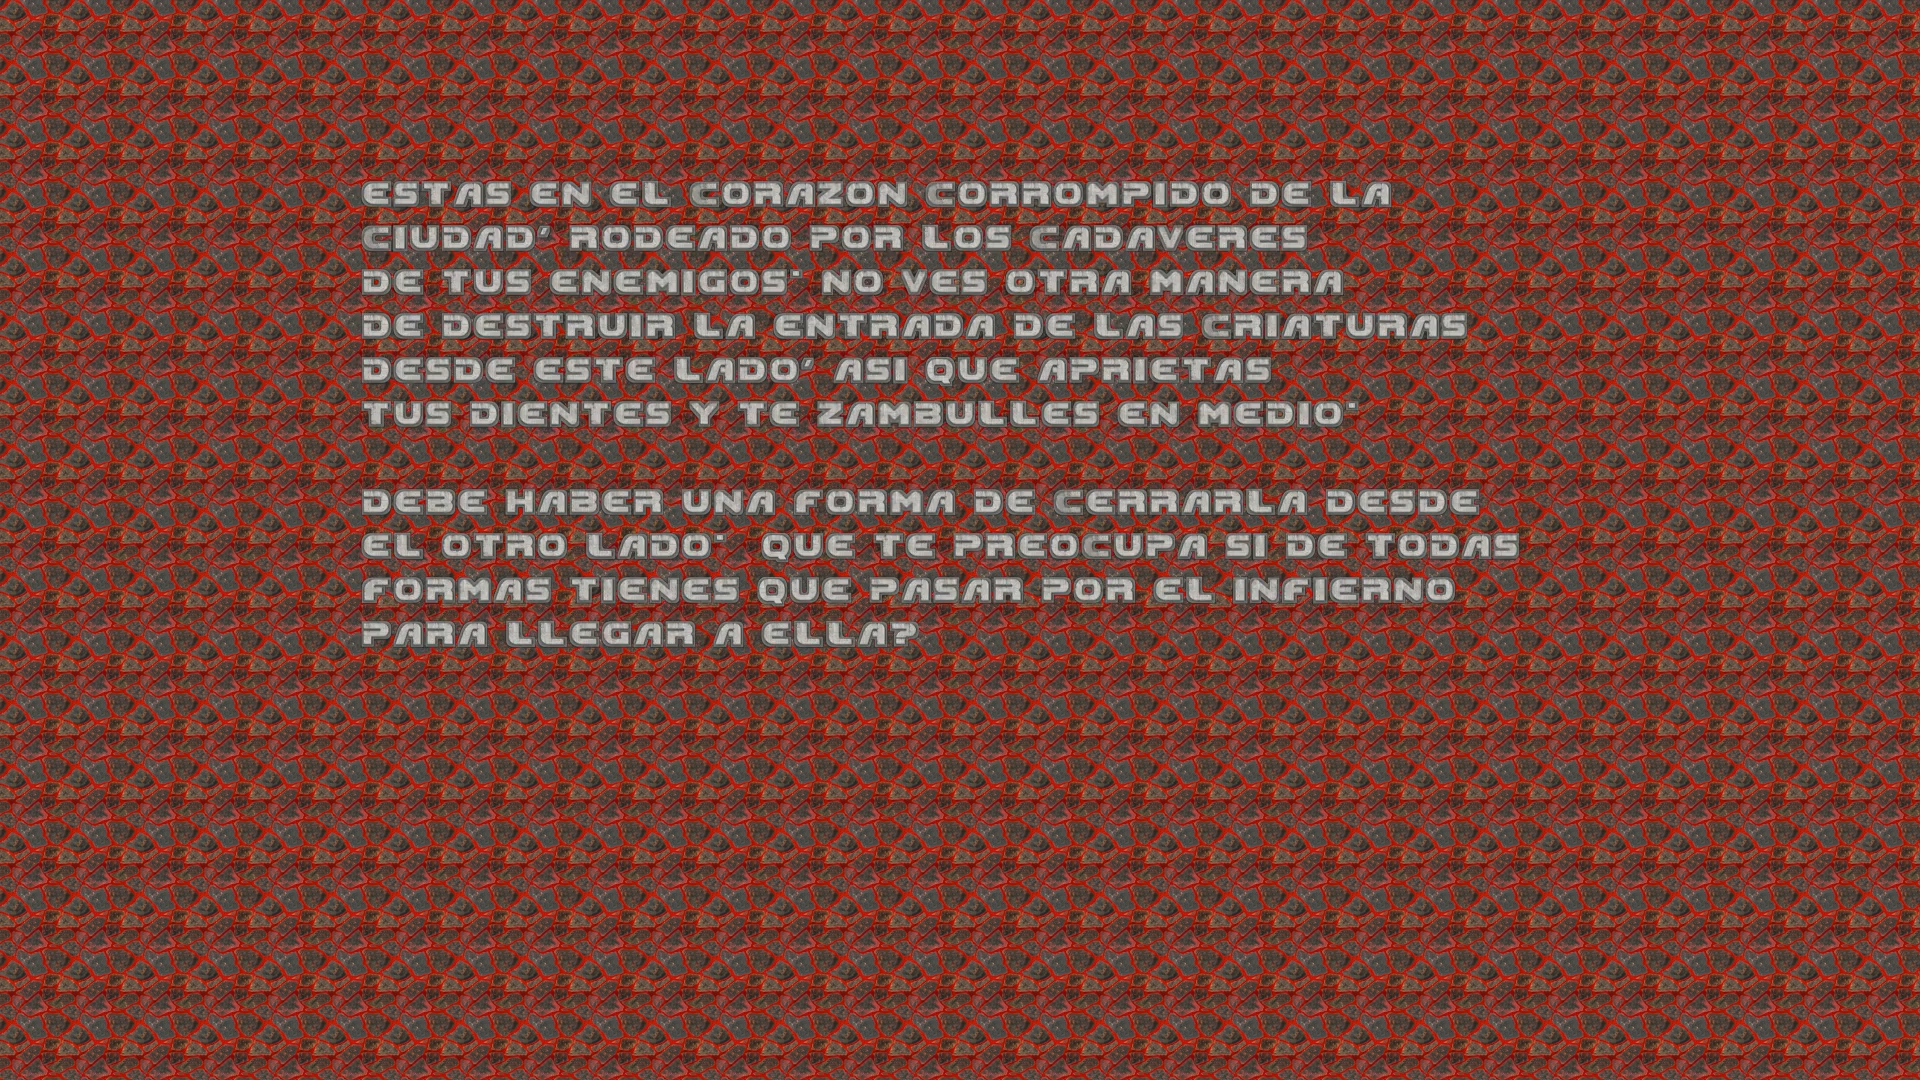 ESTAS EN EL CORAZON CORROMPIDO DE LA
CIUDAD, RODEADO POR LOS CADAVERES
DE TUS ENEMIGOS. NO VES OTRA MANERA
DE DESTRUIR LA ENTRADA DE LAS CRIATURAS
DESDE ESTE LADO, ASI QUE APRIETAS
TUS DIENTES Y TE ZAMBULLES EN MEDIO.
DEBE HABER UNA FORMA DE CERRARLA DESDE
EL OTRO LADO. QUE TE PREOCUPA SI DE TODAS
FORMAS TIENES QUE PASAR POR EL INFIERNO
PARA LLEGAR A ELLA?